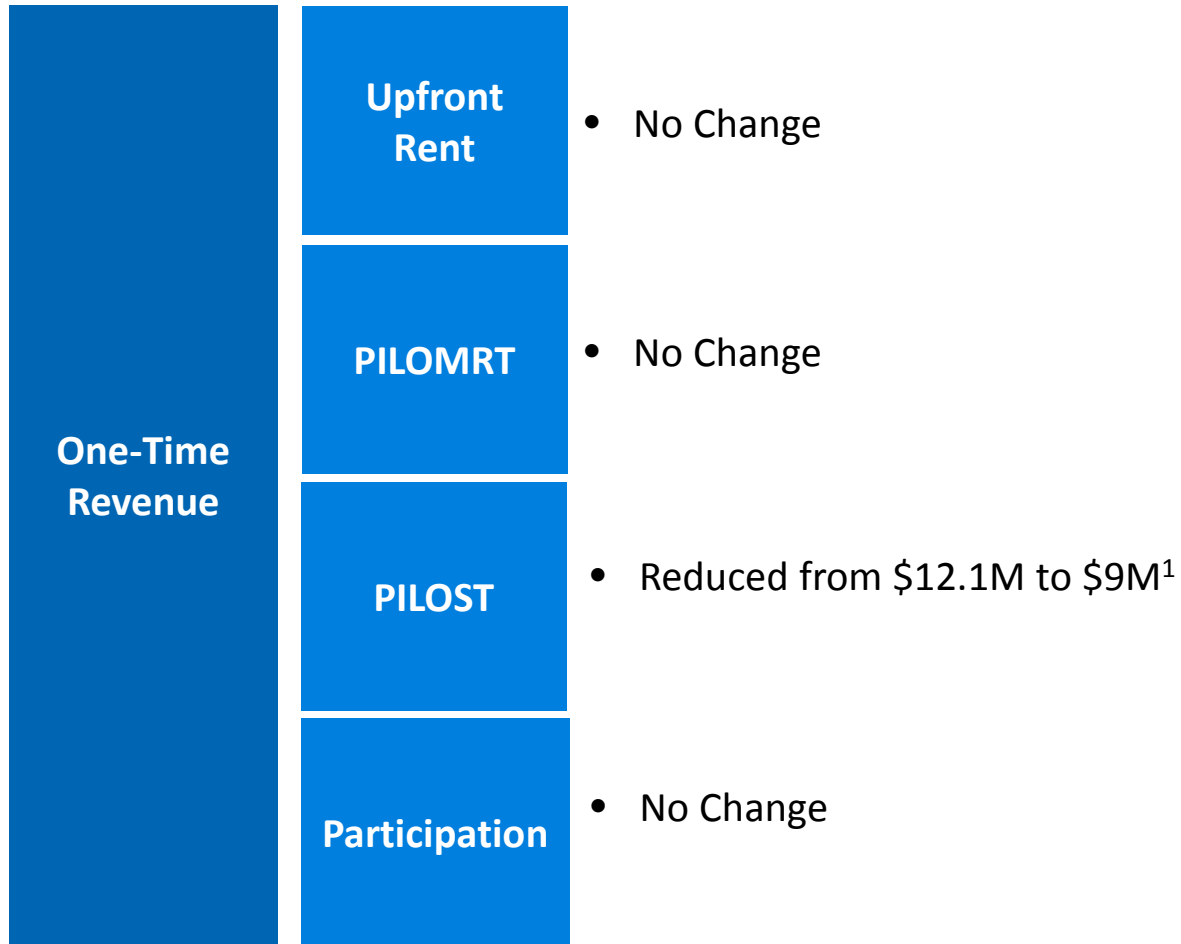 One-Time
Revenue
Upfront
Rent
• No Change
PILOMRT
• No Change
PILOST
• Reduced from $12.1M to $9M¹
Participation
• No Change